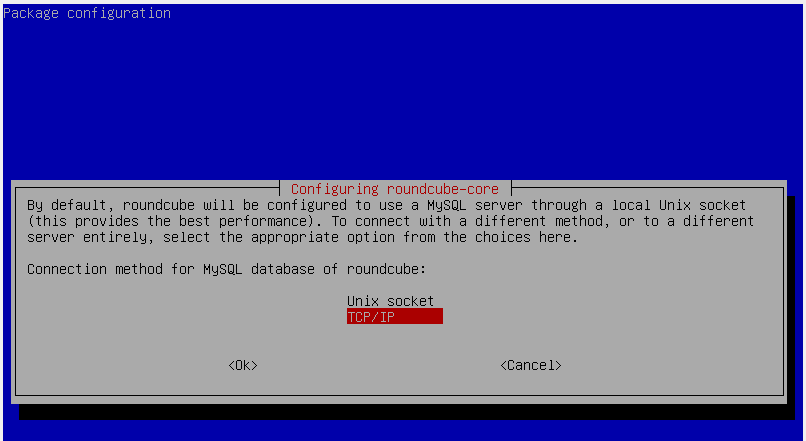 Package configuration
Configuring roundcube-core
By default, roundcube will be configured to use a MySQL server through a local Unix socket
(this provides the best performance). To connect with a different method, or to a different
server entirely, select the appropriate option from the choices here.
Connection method for MySQL database of roundcube:
Unix socket
TCP/IP
<Ok> <Cancel>